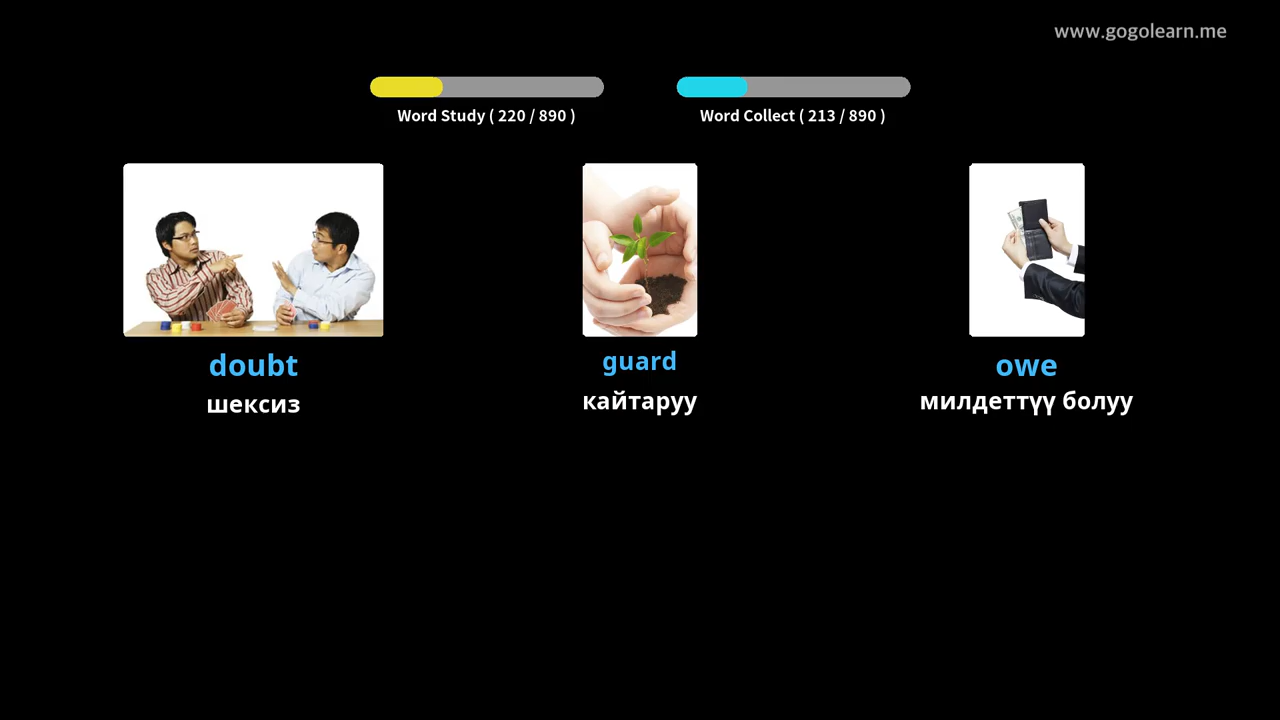 www.gogolearn.me
Word Study ( 220 / 890 )
Word Collect ( 213 / 890 )
doubt
шексиз
guard
кайтаруу
owe
милдеттүү болуу